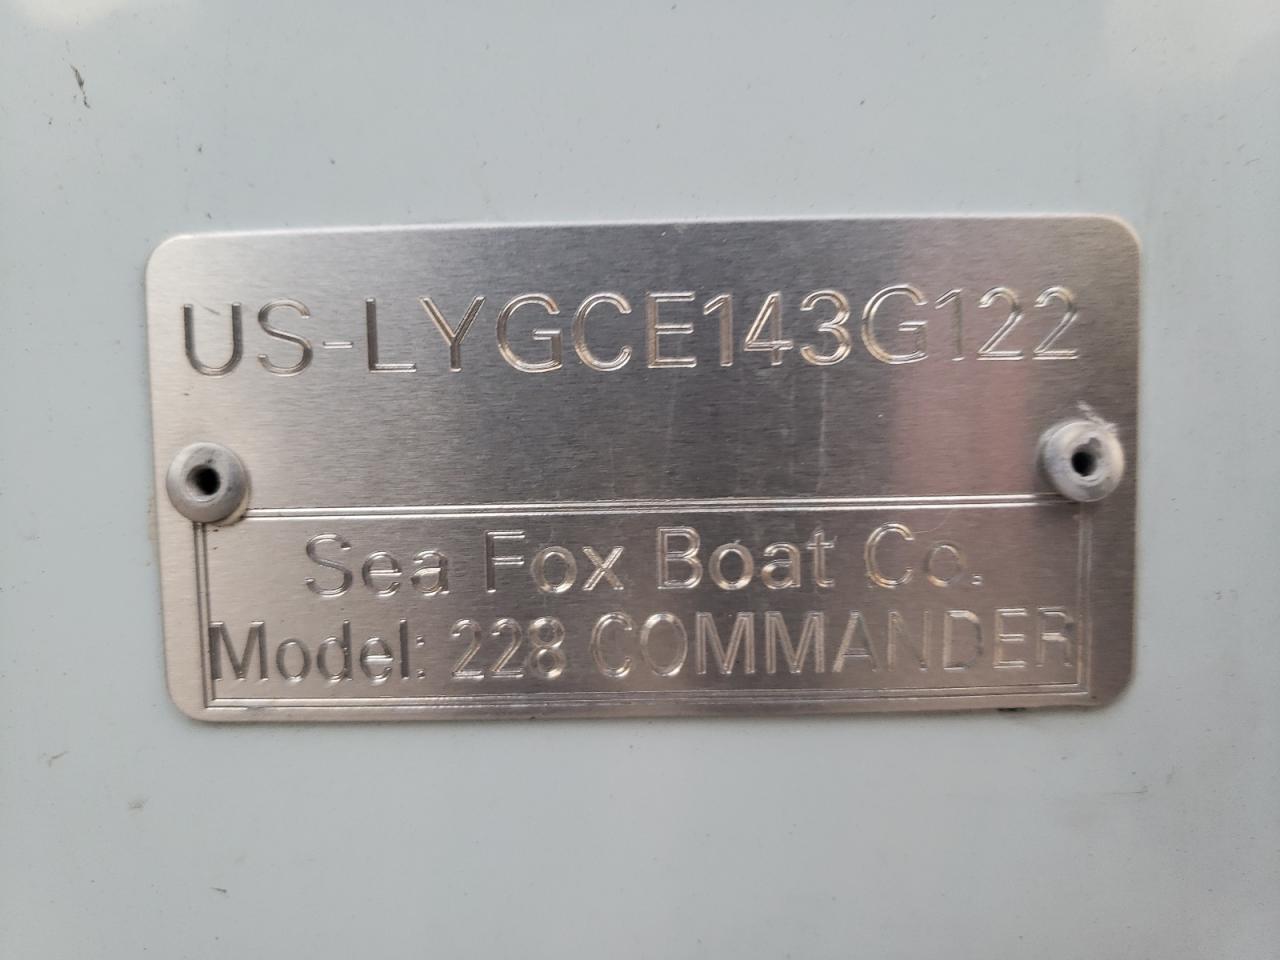 US-LYGCE143G122
Sea Fox Boat Co.
Model: 228 COMMANDER